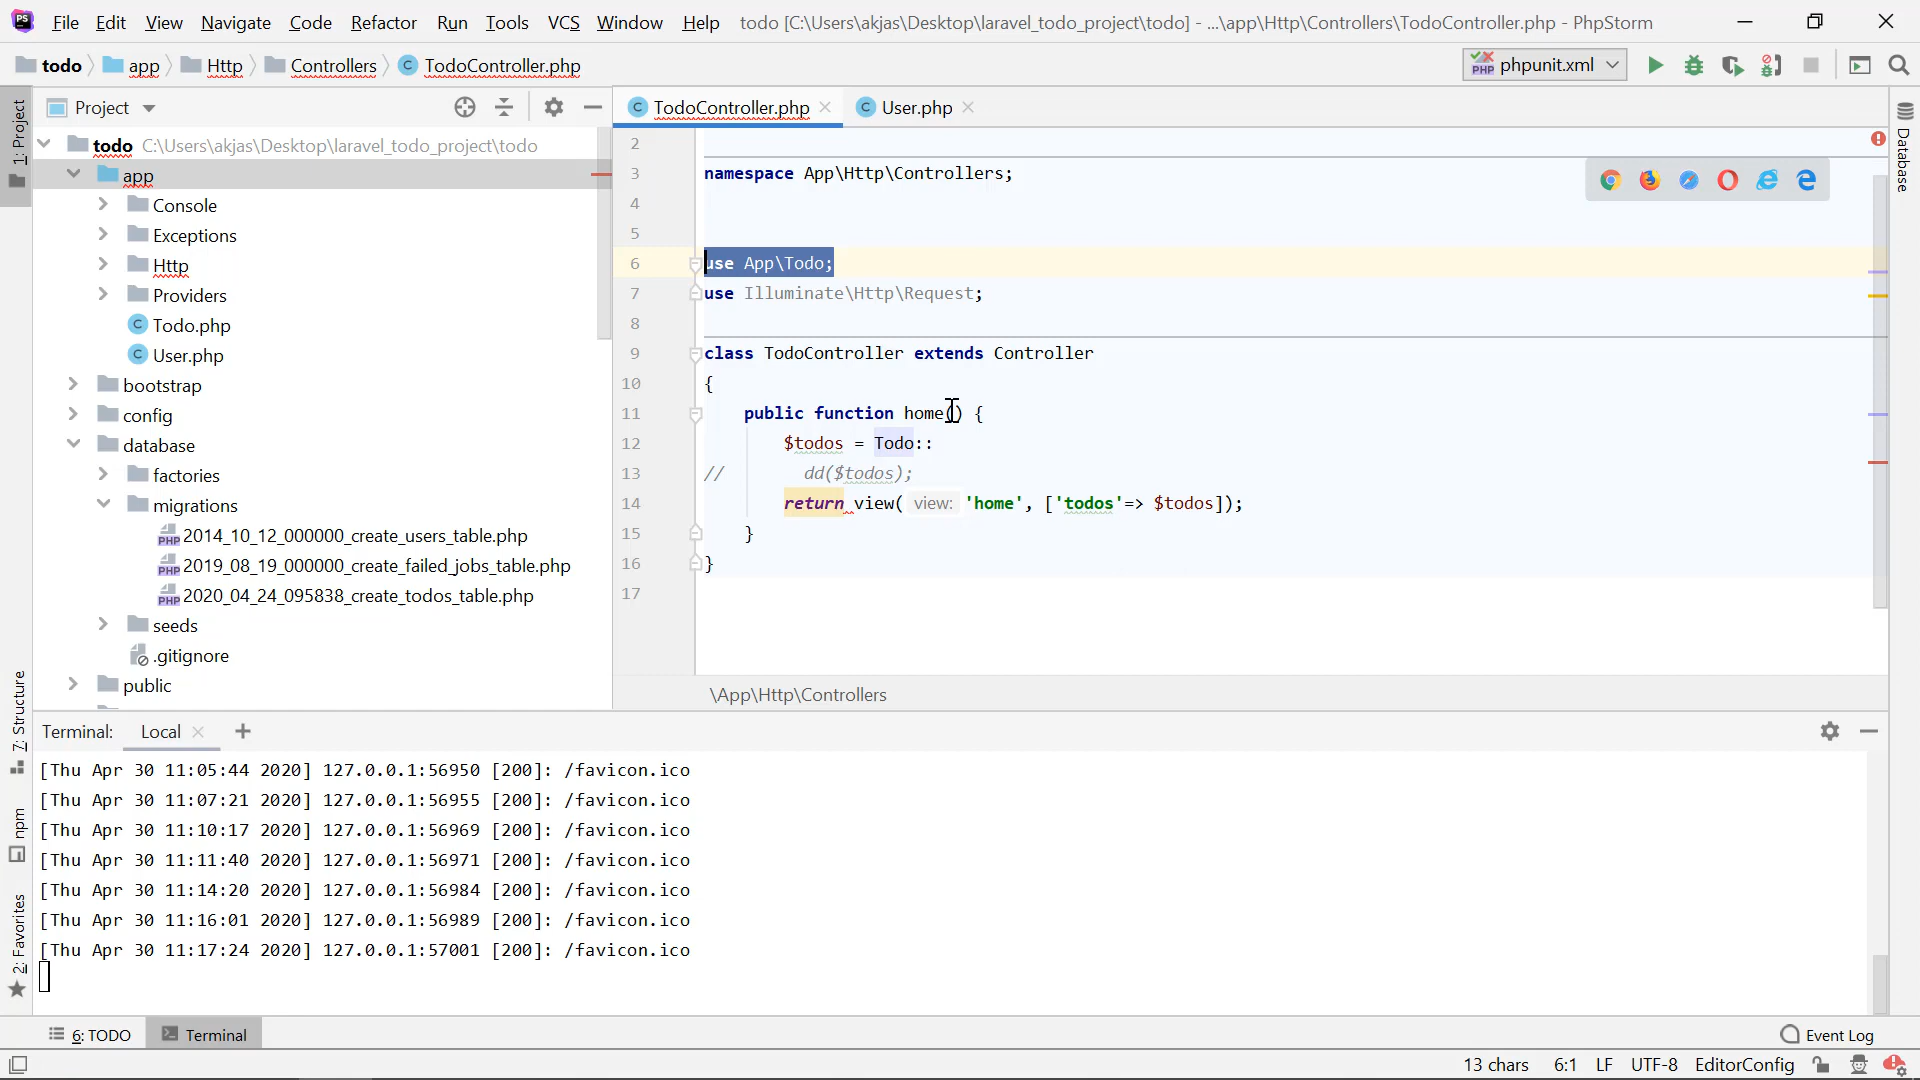 File Edit View Navigate Code Refactor Run Tools VCS Window Help todo [C:\Users\akjas\Desktop\laravel_todo_project\todo] - ...\app\Http\Controllers\TodoController.php - PhpStorm
todo app Http Controllers TodoController.php phpunit.xml
Project
TodoController.php User.php
1: Project
7: Structure
npm
2: Favorites
Database
todo C:\Users\akjas\Desktop\laravel_todo_project\todo
app
Console
Exceptions
Http
Providers
Todo.php
User.php
bootstrap
config
database
factories
migrations
2014_10_12_000000_create_users_table.php
2019_08_19_000000_create_failed_jobs_table.php
2020_04_24_095838_create_todos_table.php
seeds
.gitignore
public
2
3 namespace App\Http\Controllers;
4
5
6 use App\Todo;
7 use Illuminate\Http\Request;
8
9 class TodoController extends Controller
10 {
11 public function home() {
12 $todos = Todo::
13 // dd($todos);
14 return view( view: 'home', ['todos'=> $todos]);
15 }
16 }
17
\App\Http\Controllers
Terminal: Local
[Thu Apr 30 11:05:44 2020] 127.0.0.1:56950 [200]: /favicon.ico
[Thu Apr 30 11:07:21 2020] 127.0.0.1:56955 [200]: /favicon.ico
[Thu Apr 30 11:10:17 2020] 127.0.0.1:56969 [200]: /favicon.ico
[Thu Apr 30 11:11:40 2020] 127.0.0.1:56971 [200]: /favicon.ico
[Thu Apr 30 11:14:20 2020] 127.0.0.1:56984 [200]: /favicon.ico
[Thu Apr 30 11:16:01 2020] 127.0.0.1:56989 [200]: /favicon.ico
[Thu Apr 30 11:17:24 2020] 127.0.0.1:57001 [200]: /favicon.ico
6: TODO Terminal Event Log
13 chars 6:1 LF UTF-8 EditorConfig